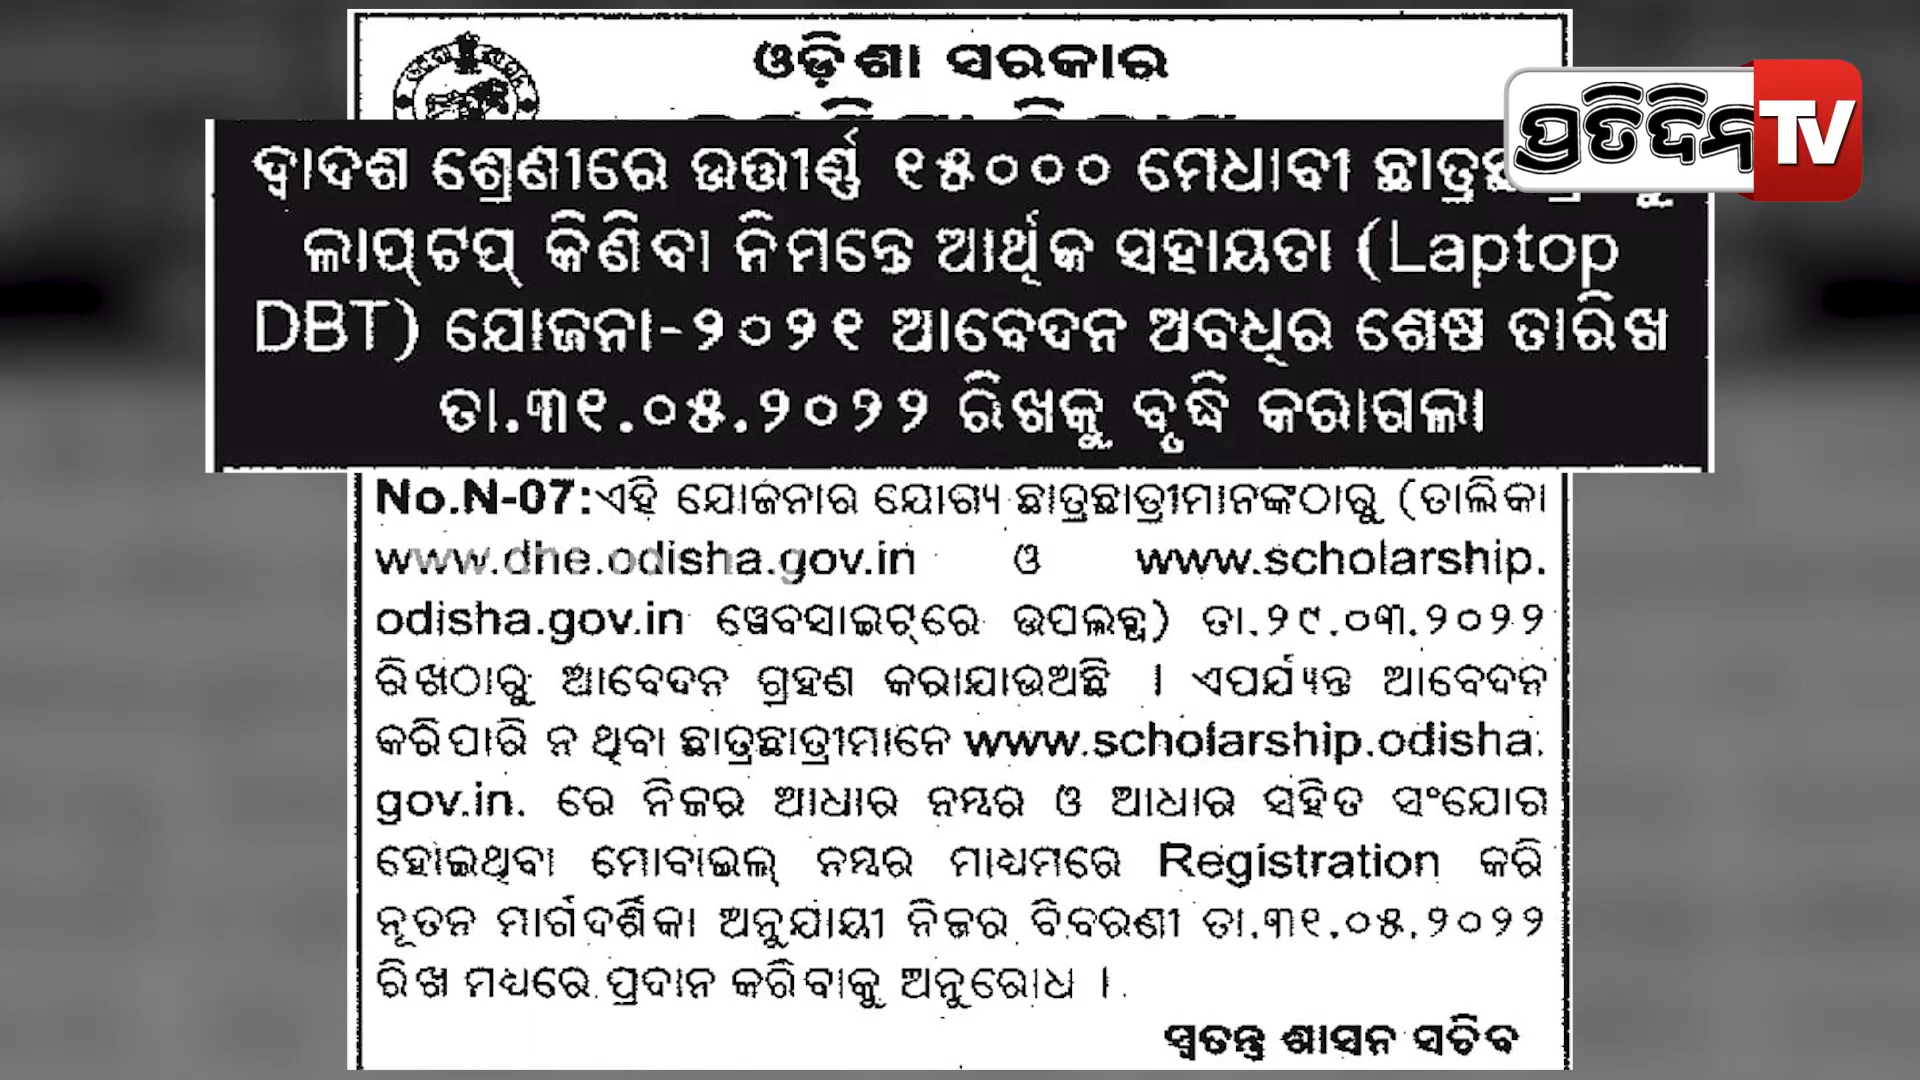 ଓଡ଼ିଶା ସରକାର
ପ୍ରତିଦିନ TV
ଦ୍ୱାଦଶ ଶ୍ରେଣୀରେ ଉତ୍ତୀର୍ଣ୍ଣ ୧୫୦୦୦ ମେଧାବୀ
ଲାପ୍‌ଟପ୍ କିଣିବା ନିମନ୍ତେ ଆର୍ଥିକ ସହାୟତା (Laptop
DBT) ଯୋଜନା-୨୦୨୧ ଆବେଦନ ଅବଧିର ଶେଷ ତାରିଖ
ତା.୩୧.୦୫.୨୦୨୨ ରିଖକୁ ବୃଦ୍ଧି କରାଗଲା
No.N-07:ଏହି ଯୋଜନାର ଯୋଗ୍ୟ ଛାତ୍ରଛାତ୍ରୀମାନଙ୍କଠାରୁ (ତାଲିକା
www.dhe.odisha.gov.in ଓ www.scholarship.
odisha.gov.in ୱେବସାଇଟ୍‌ରେ ଉପଲବ୍ଧ) ତା.୨୯.୦୩.୨୦୨୨
ରିଖଠାରୁ ଆବେଦନ ଗ୍ରହଣ କରାଯାଉଅଛି । ଏପର୍ଯ୍ୟନ୍ତ ଆବେଦନ
କରିପାରି ନ ଥିବା ଛାତ୍ରଛାତ୍ରୀମାନେ www.scholarship.odisha.
gov.in. ରେ ନିଜର ଆଧାର ନମ୍ବର ଓ ଆଧାର ସହିତ ସଂଯୋଗ
ହୋଇଥିବା ମୋବାଇଲ୍ ନମ୍ବର ମାଧ୍ୟମରେ Registration କରି
ନୂତନ ମାର୍ଗଦର୍ଶିକା ଅନୁଯାୟୀ ନିଜର ବିବରଣୀ ତା.୩୧.୦୫.୨୦୨୨
ରିଖ ମଧ୍ୟରେ ପ୍ରଦାନ କରିବାକୁ ଅନୁରୋଧ ।
ସ୍ୱତନ୍ତ୍ର ଶାସନ ସଚିବ